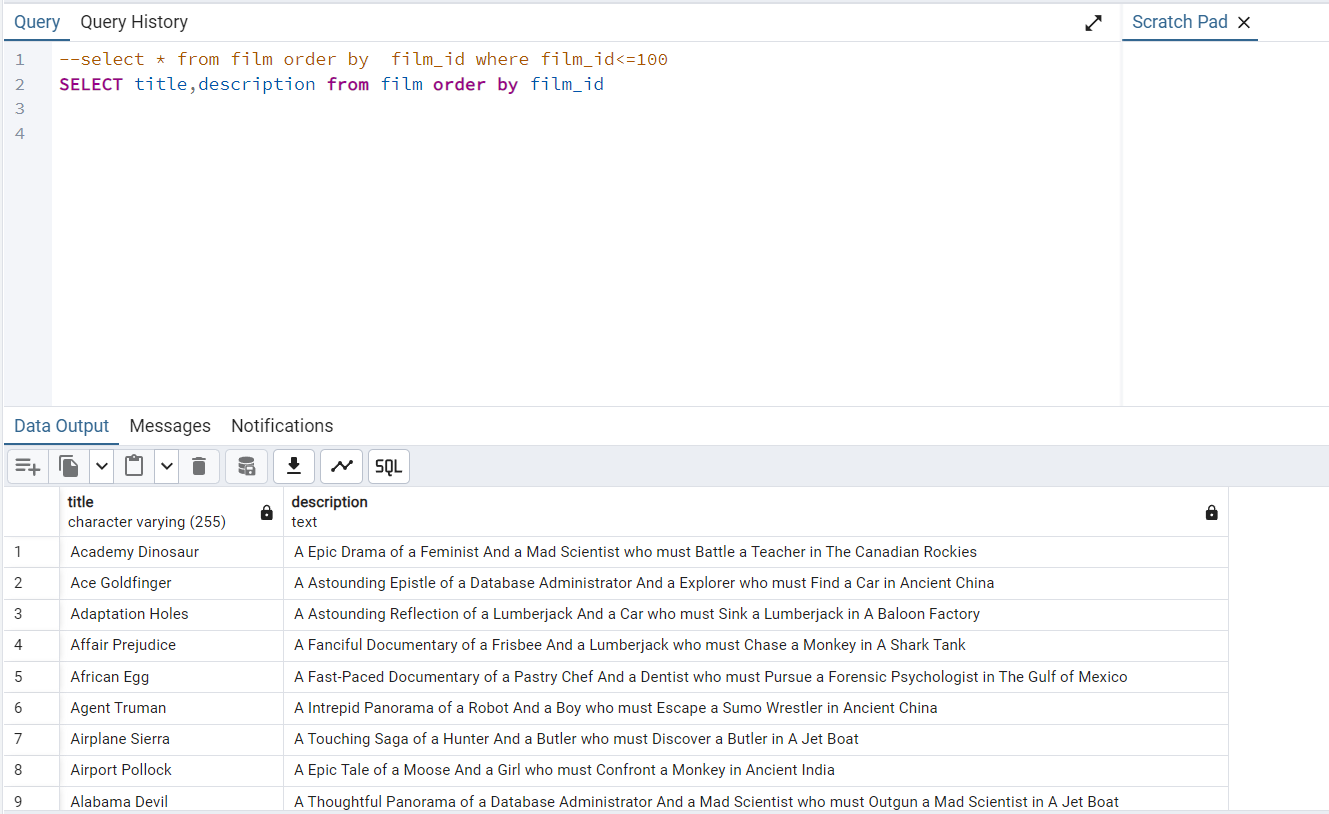 Query Query History Scratch Pad
1 --select * from film order by  film_id where film_id<=100
2 SELECT title,description from film order by film_id
3
4
Data Output Messages Notifications
SQL
title description
character varying (255) text
1 Academy Dinosaur A Epic Drama of a Feminist And a Mad Scientist who must Battle a Teacher in The Canadian Rockies
2 Ace Goldfinger A Astounding Epistle of a Database Administrator And a Explorer who must Find a Car in Ancient China
3 Adaptation Holes A Astounding Reflection of a Lumberjack And a Car who must Sink a Lumberjack in A Baloon Factory
4 Affair Prejudice A Fanciful Documentary of a Frisbee And a Lumberjack who must Chase a Monkey in A Shark Tank
5 African Egg A Fast-Paced Documentary of a Pastry Chef And a Dentist who must Pursue a Forensic Psychologist in The Gulf of Mexico
6 Agent Truman A Intrepid Panorama of a Robot And a Boy who must Escape a Sumo Wrestler in Ancient China
7 Airplane Sierra A Touching Saga of a Hunter And a Butler who must Discover a Butler in A Jet Boat
8 Airport Pollock A Epic Tale of a Moose And a Girl who must Confront a Monkey in Ancient India
9 Alabama Devil A Thoughtful Panorama of a Database Administrator And a Mad Scientist who must Outgun a Mad Scientist in A Jet Boat